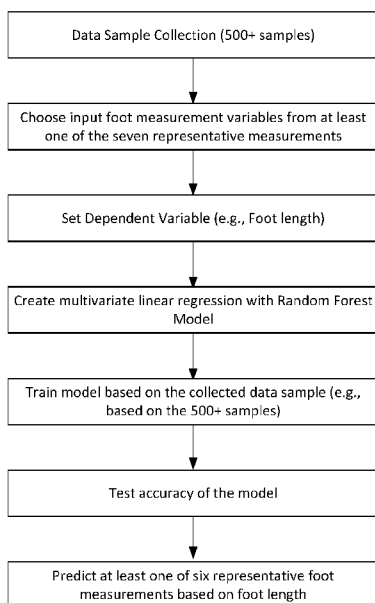 Data Sample Collection (500+ samples)
Choose input foot measurement variables from at least
one of the seven representative measurements
Set Dependent Variable (e.g., Foot length)
Create multivariate linear regression with Random Forest
Model
Train model based on the collected data sample (e.g.,
based on the 500+ samples)
Test accuracy of the model
Predict at least one of six representative foot
measurements based on foot length